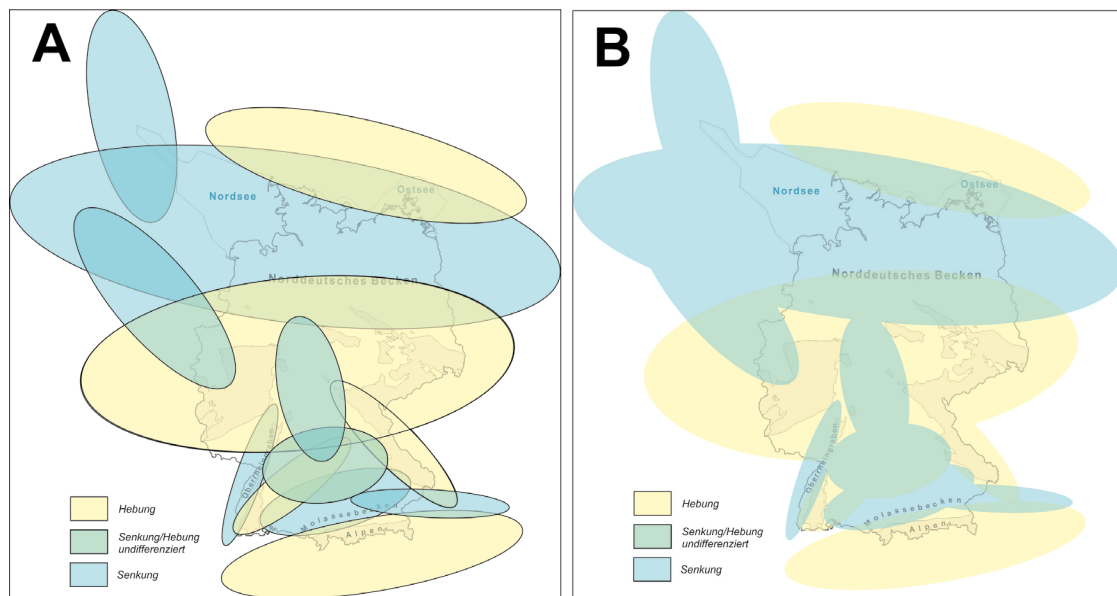 A
Nordsee
Ostsee
Norddeutsches Becken
Oberrheingraben
Molassebecken
Alpen
Hebung
Senkung/Hebung
undifferenziert
Senkung
B
Nordsee
Ostsee
Norddeutsches Becken
Oberrheingraben
Molassebecken
Alpen
Hebung
Senkung/Hebung
undifferenziert
Senkung